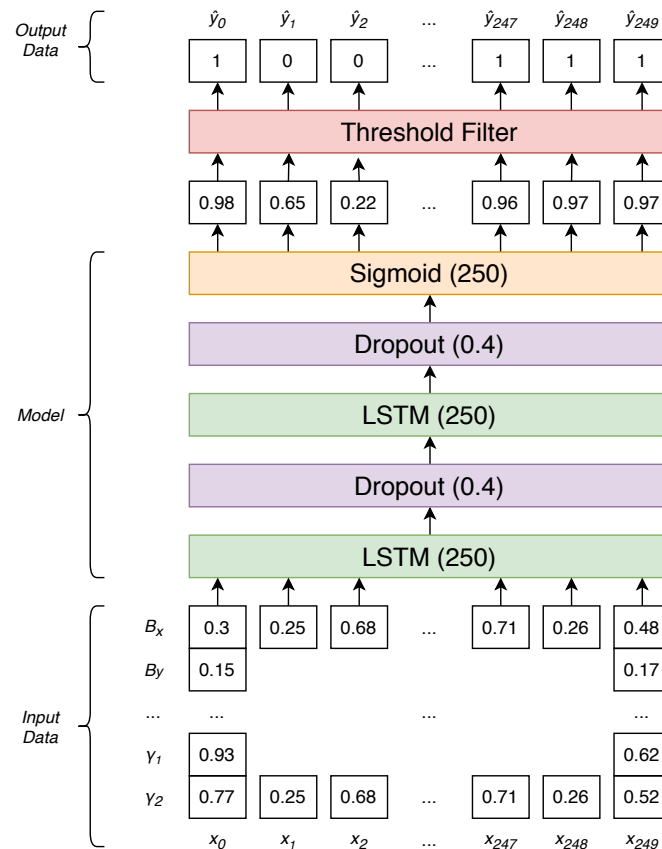 Output Data ŷ0 ŷ1 ŷ2 ... ŷ247 ŷ248 ŷ249
1 0 0 ... 1 1 1
Threshold Filter
0.98 0.65 0.22 ... 0.96 0.97 0.97
Sigmoid (250)
Dropout (0.4)
Model LSTM (250)
Dropout (0.4)
LSTM (250)
Bx 0.3 0.25 0.68 ... 0.71 0.26 0.48
By 0.15 0.17
Input Data ... ... ... ...
γ1 0.93 0.62
γ2 0.77 0.25 0.68 ... 0.71 0.26 0.52
x0 x1 x2 ... x247 x248 x249